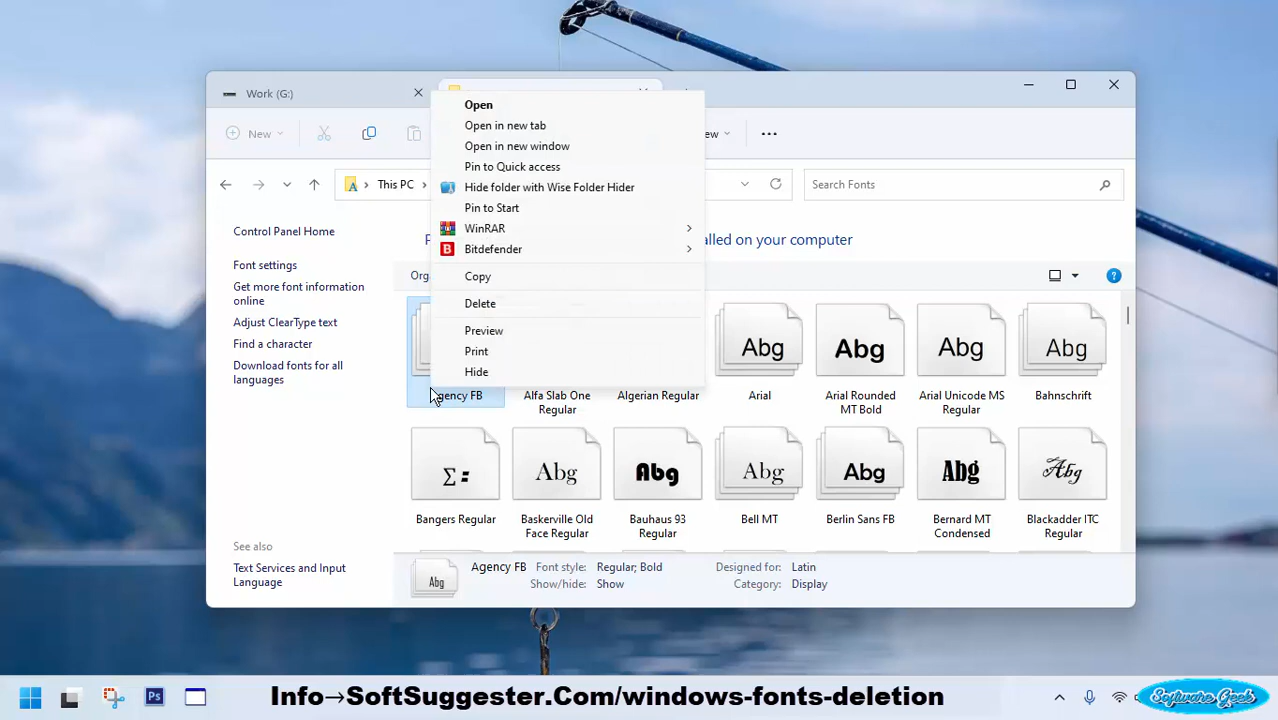 Work (G:)
New
ew
This PC
Search Fonts
Open
Open in new tab
Open in new window
Pin to Quick access
Hide folder with Wise Folder Hider
Pin to Start
WinRAR
Bitdefender
Copy
Delete
Preview
Print
Hide
Control Panel Home
Font settings
Get more font information
online
Adjust ClearType text
Find a character
Download fonts for all
languages
See also
Text Services and Input
Language
P
alled on your computer
Orga
Abg
Abg
Abg
Abg
Abg
Agency FB
Alfa Slab One
Regular
Algerian Regular
Arial
Arial Rounded
MT Bold
Arial Unicode MS
Regular
Bahnschrift
Σ :
Abg
Abg
Abg
Abg
Abg
Abg
Bangers Regular
Baskerville Old
Face Regular
Bauhaus 93
Regular
Bell MT
Berlin Sans FB
Bernard MT
Condensed
Blackadder ITC
Regular
Abg
Agency FB
Font style: Regular; Bold
Designed for: Latin
Show/hide: Show
Category: Display
Ps
Info→SoftSuggester.Com/windows-fonts-deletion
Software Geek